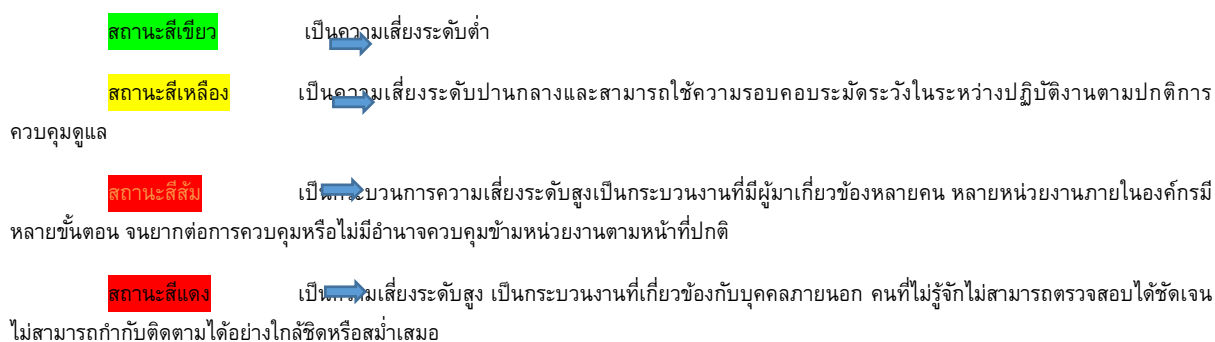 สถานะสีเขียว เป็นความเสี่ยงระดับต่ำ
สถานะสีเหลือง เป็นความเสี่ยงระดับปานกลางและสามารถใช้ความรอบคอบระมัดระวังในระหว่างปฏิบัติงานตามปกติการ
ควบคุมดูแล
สถานะสีส้ม เป็นกระบวนการความเสี่ยงระดับสูงเป็นกระบวนงานที่มีผู้มาเกี่ยวข้องหลายคน หลายหน่วยงานภายในองค์กรมี
หลายขั้นตอน จนยากต่อการควบคุมหรือไม่มีอำนาจควบคุมข้ามหน่วยงานตามหน้าที่ปกติ
สถานะสีแดง เป็นความเสี่ยงระดับสูง เป็นกระบวนงานที่เกี่ยวข้องกับบุคคลภายนอก คนที่ไม่รู้จักไม่สามารถตรวจสอบได้ชัดเจน
ไม่สามารถกำกับติดตามได้อย่างใกล้ชิดหรือสม่ำเสมอ